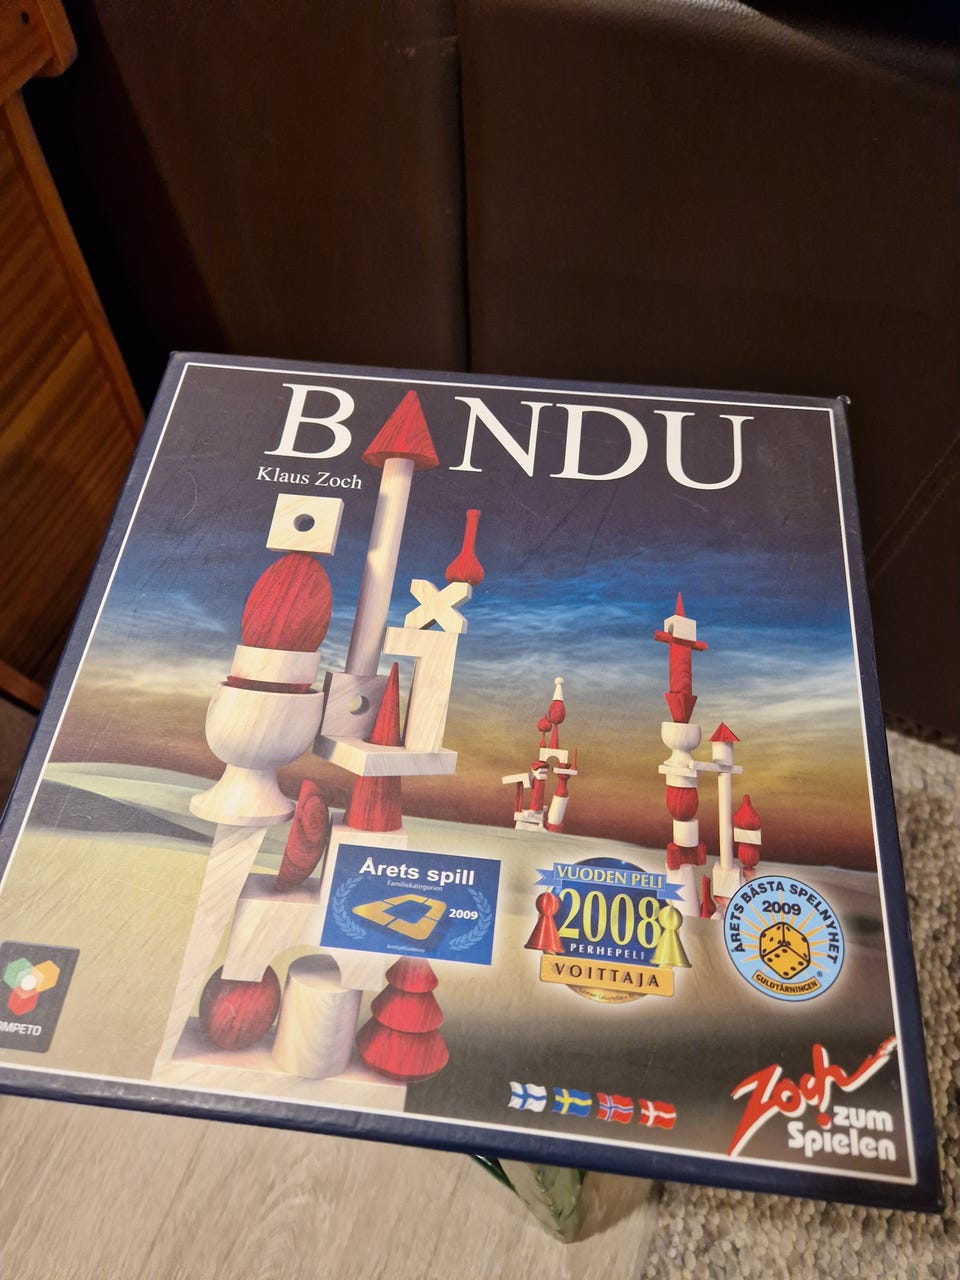 BANDU
Klaus Zoch
Årets spill
Familiekategorien
2009
VUODEN PELI
2008
PERHEPELI
VOITTAJA
ÅRETS BÄSTA SPELNYHET
2009
GULDTÄRNINGEN
OMPETO
Zoch!
zum
Spielen